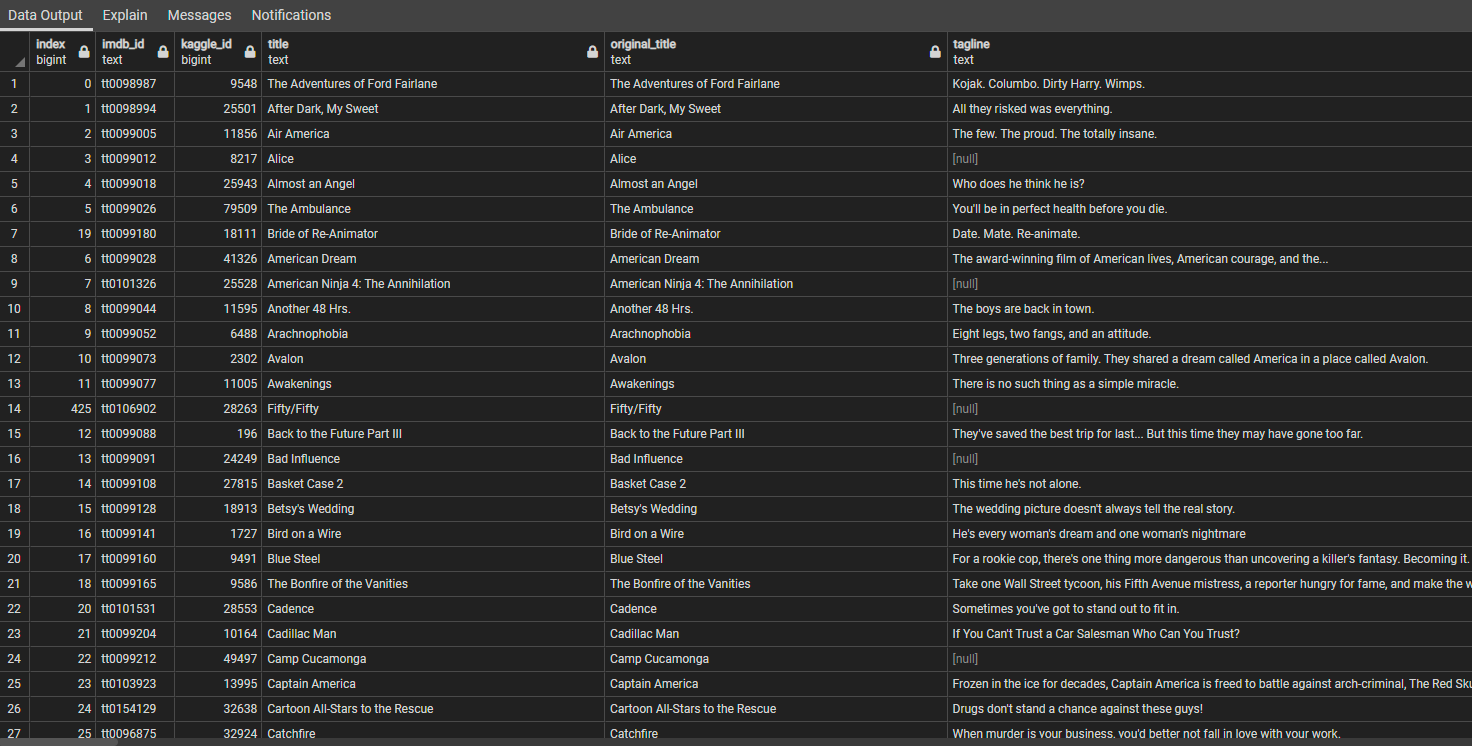 Data Output Explain Messages Notifications
index imdb_id kaggle_id title original_title tagline
bigint text bigint text text text
1 0 tt0098987 9548 The Adventures of Ford Fairlane The Adventures of Ford Fairlane Kojak. Columbo. Dirty Harry. Wimps.
2 1 tt0098994 25501 After Dark, My Sweet After Dark, My Sweet All they risked was everything.
3 2 tt0099005 11856 Air America Air America The few. The proud. The totally insane.
4 3 tt0099012 8217 Alice Alice [null]
5 4 tt0099018 25943 Almost an Angel Almost an Angel Who does he think he is?
6 5 tt0099026 79509 The Ambulance The Ambulance You'll be in perfect health before you die.
7 19 tt0099180 18111 Bride of Re-Animator Bride of Re-Animator Date. Mate. Re-animate.
8 6 tt0099028 41326 American Dream American Dream The award-winning film of American lives, American courage, and the...
9 7 tt0101326 25528 American Ninja 4: The Annihilation American Ninja 4: The Annihilation [null]
10 8 tt0099044 11595 Another 48 Hrs. Another 48 Hrs. The boys are back in town.
11 9 tt0099052 6488 Arachnophobia Arachnophobia Eight legs, two fangs, and an attitude.
12 10 tt0099073 2302 Avalon Avalon Three generations of family. They shared a dream called America in a place called Avalon.
13 11 tt0099077 11005 Awakenings Awakenings There is no such thing as a simple miracle.
14 425 tt0106902 28263 Fifty/Fifty Fifty/Fifty [null]
15 12 tt0099088 196 Back to the Future Part III Back to the Future Part III They've saved the best trip for last... But this time they may have gone too far.
16 13 tt0099091 24249 Bad Influence Bad Influence [null]
17 14 tt0099108 27815 Basket Case 2 Basket Case 2 This time he's not alone.
18 15 tt0099128 18913 Betsy's Wedding Betsy's Wedding The wedding picture doesn't always tell the real story.
19 16 tt0099141 1727 Bird on a Wire Bird on a Wire He's every woman's dream and one woman's nightmare
20 17 tt0099160 9491 Blue Steel Blue Steel For a rookie cop, there's one thing more dangerous than uncovering a killer's fantasy. Becoming it.
21 18 tt0099165 9586 The Bonfire of the Vanities The Bonfire of the Vanities Take one Wall Street tycoon, his Fifth Avenue mistress, a reporter hungry for fame, and make the w
22 20 tt0101531 28553 Cadence Cadence Sometimes you've got to stand out to fit in.
23 21 tt0099204 10164 Cadillac Man Cadillac Man If You Can't Trust a Car Salesman Who Can You Trust?
24 22 tt0099212 49497 Camp Cucamonga Camp Cucamonga [null]
25 23 tt0103923 13995 Captain America Captain America Frozen in the ice for decades, Captain America is freed to battle against arch-criminal, The Red Sku
26 24 tt0154129 32638 Cartoon All-Stars to the Rescue Cartoon All-Stars to the Rescue Drugs don't stand a chance against these guys!
27 25 tt0096875 32924 Catchfire Catchfire When murder is your business, you'd better not fall in love with your work.